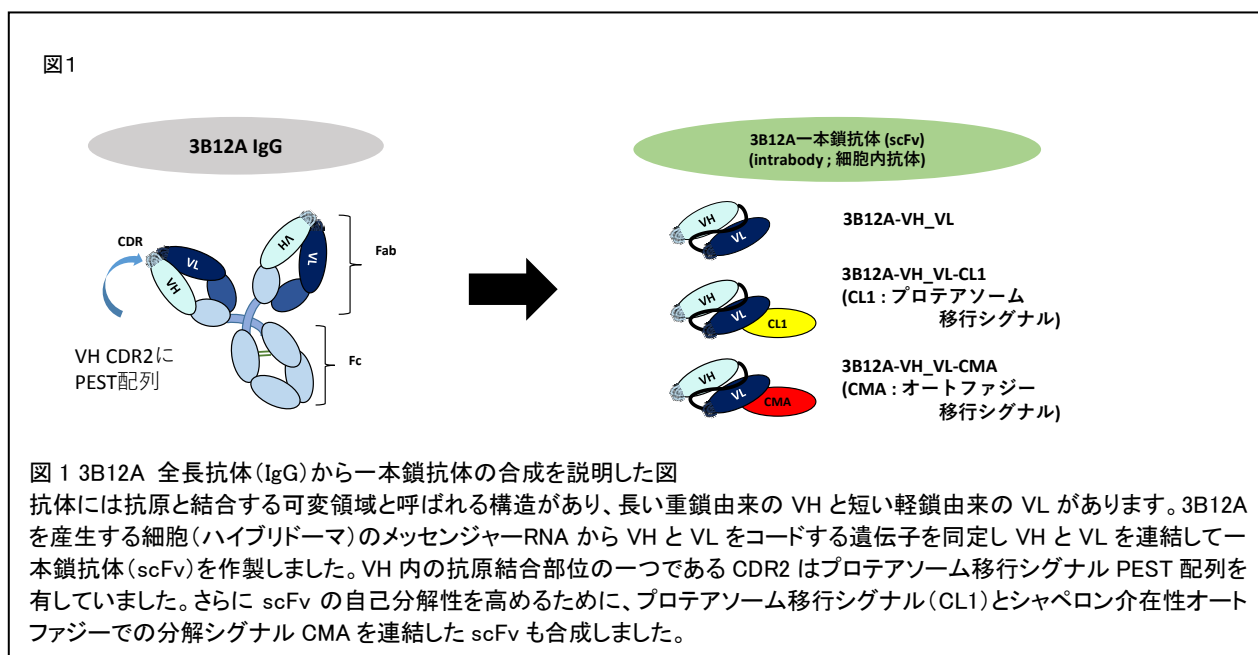 図1
3B12A IgG
3B12A一本鎖抗体 (scFv)
(intrabody ; 細胞内抗体)
CDR
VL
VH
VH
VL
Fab
Fc
VH CDR2に
PEST配列
VH
VL
3B12A-VH_VL
VH
VL
CL1
3B12A-VH_VL-CL1
(CL1 : プロテアソーム
移行シグナル)
VH
VL
CMA
3B12A-VH_VL-CMA
(CMA : オートファジー
移行シグナル)
図 1 3B12A 全長抗体(IgG)から一本鎖抗体の合成を説明した図
抗体には抗原と結合する可変領域と呼ばれる構造があり、長い重鎖由来の VH と短い軽鎖由来の VL があります。3B12A
を産生する細胞(ハイブリドーマ)のメッセンジャーRNA から VH と VL をコードする遺伝子を同定し VH と VL を連結して一
本鎖抗体(scFv)を作製しました。VH 内の抗原結合部位の一つである CDR2 はプロテアソーム移行シグナル PEST 配列を
有していました。さらに scFv の自己分解性を高めるために、プロテアソーム移行シグナル(CL1)とシャペロン介在性オート
ファジーでの分解シグナル CMA を連結した scFv も合成しました。